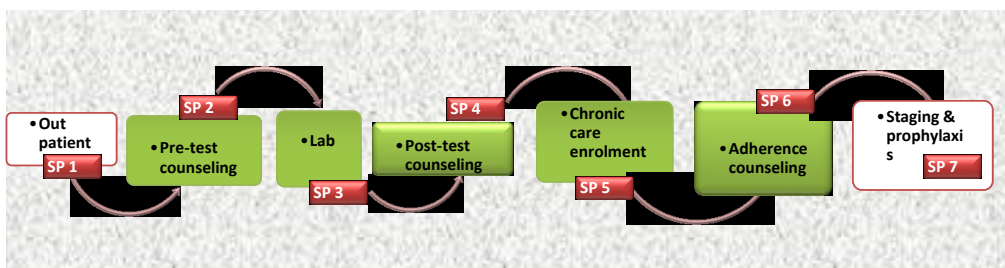 • Out
patient
SP 1
SP 2
• Pre-test
counseling
• Lab
SP 3
SP 4
• Post-test
counseling
• Chronic
care
enrolment
SP 5
SP 6
• Adherence
counseling
• Staging &
prophylaxi
s
SP 7